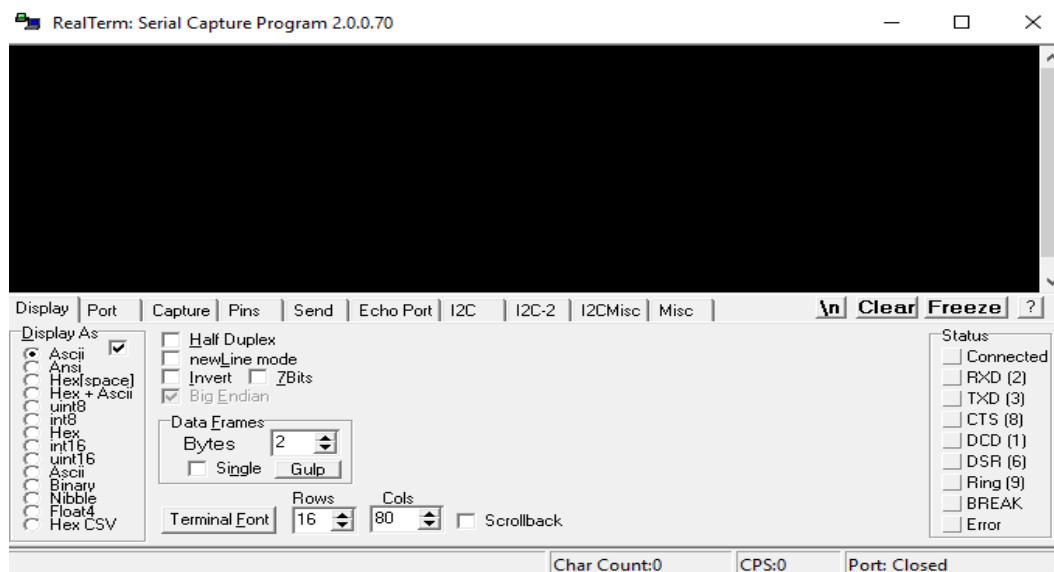 RealTerm: Serial Capture Program 2.0.0.70
Display Port Capture Pins Send Echo Port I2C I2C-2 I2CMisc Misc \n Clear Freeze ?
Display As
Ascii
Ansi
Hex[space]
Hex + Ascii
uint8
int8
Hex
int16
uint16
Ascii
Binary
Nibble
Float4
Hex CSV
Half Duplex
newLine mode
Invert 7Bits
Big Endian
Data Frames
Bytes 2
Single Gulp
Rows Cols
Terminal Font 16 80 Scrollback
Status
Connected
RXD (2)
TXD (3)
CTS (8)
DCD (1)
DSR (6)
Ring (9)
BREAK
Error
Char Count:0 CPS:0 Port: Closed